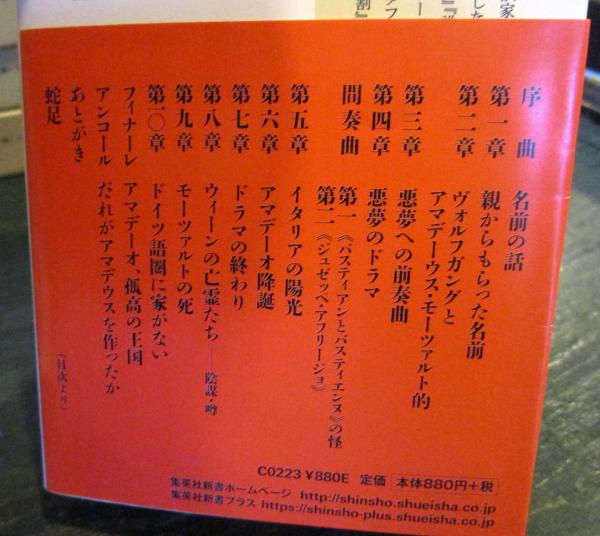 序曲　名前の話
第一章　親からもらった名前
第二章　ヴォルフガングと
アマデーウス・モーツァルト的
第三章　悪夢への前奏曲
第四章　悪夢のドラマ
間奏曲　第一《バスティアンとバスティエンヌ》の怪
第二《ジュゼッペ・アフリージョ》
第五章　イタリアの陽光
第六章　アマデーオ降誕
第七章　ドラマの終わり
第八章　ウィーンの亡霊たち――陰謀・噂
第九章　モーツァルトの死
第一〇章　ドイツ語圏に家がない
フィナーレ　アマデーオ、孤高の王国
アンコール　だれがアマデウスを作ったか
あとがき
蛇足
（目次より）
C0223 ¥880E 定価 本体880円+税
集英社新書ホームページ http://shinsho.shueisha.co.jp
集英社新書プラス https://shinsho-plus.shueisha.co.jp